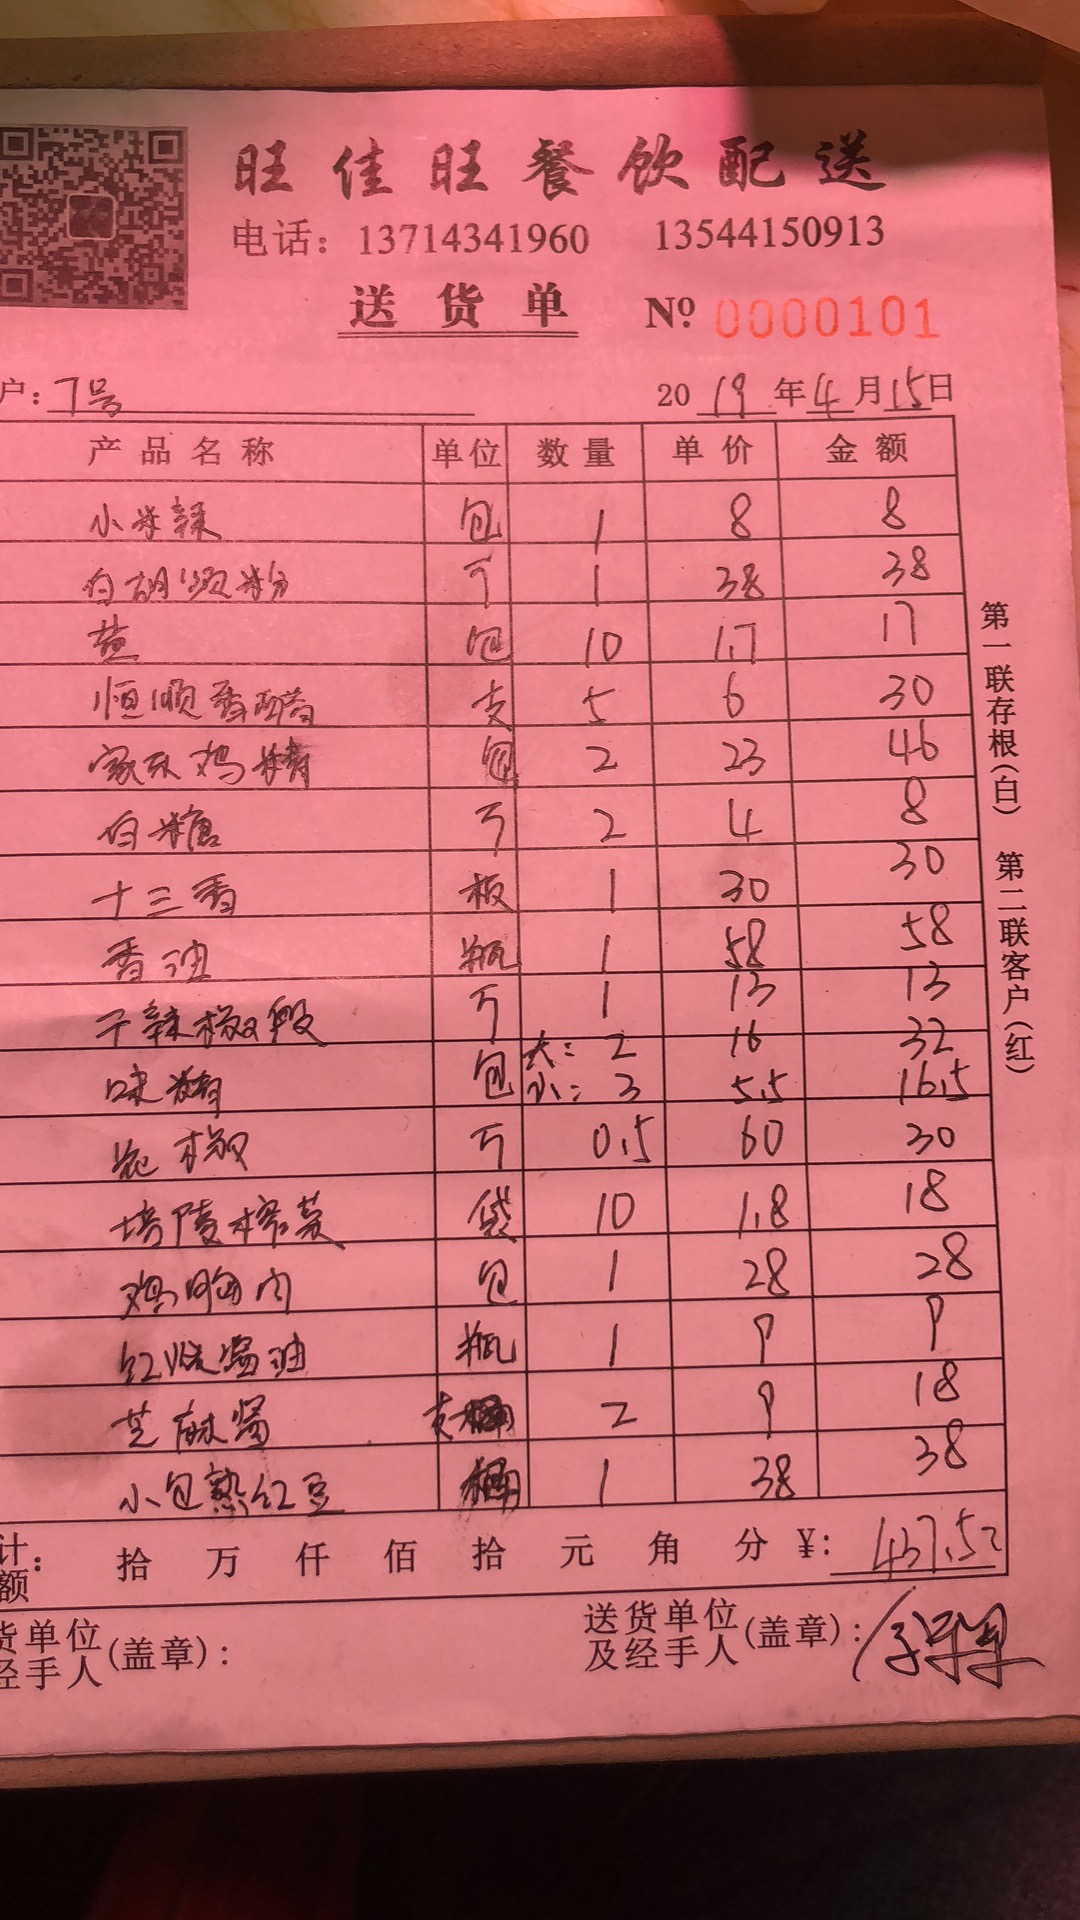 旺佳旺餐饮配送
电话：13714341960 13544150913
送货单 Nº 0000101
户：7号 2019年4月15日
产品名称 单位 数量 单价 金额
小米辣 包 1 8 8
白胡须粉 斤 1 38 38
盐 包 10 1.7 17
恒顺香醋 支 5 6 30
家乐鸡精 包 2 23 46
白糖 斤 2 4 8
十三香 板 1 30 30
香油 瓶 1 58 58
干辣椒段 斤 1 13 13
味精 包 大：2 16 32
小：3 5.5 16.5
花椒 斤 0.5 60 30
培陵榨菜 袋 10 1.8 18
鸡胸肉 包 1 28 28
红烧酱油 瓶 1 9 9
芝麻酱 支 2 9 18
小包熟红豆 1 38 38
计：拾万仟佰拾元角分 ¥：437.5元
额
货单位
经手人(盖章)：
送货单位
及经手人(盖章)：
第一联存根(白) 第二联客户(红)